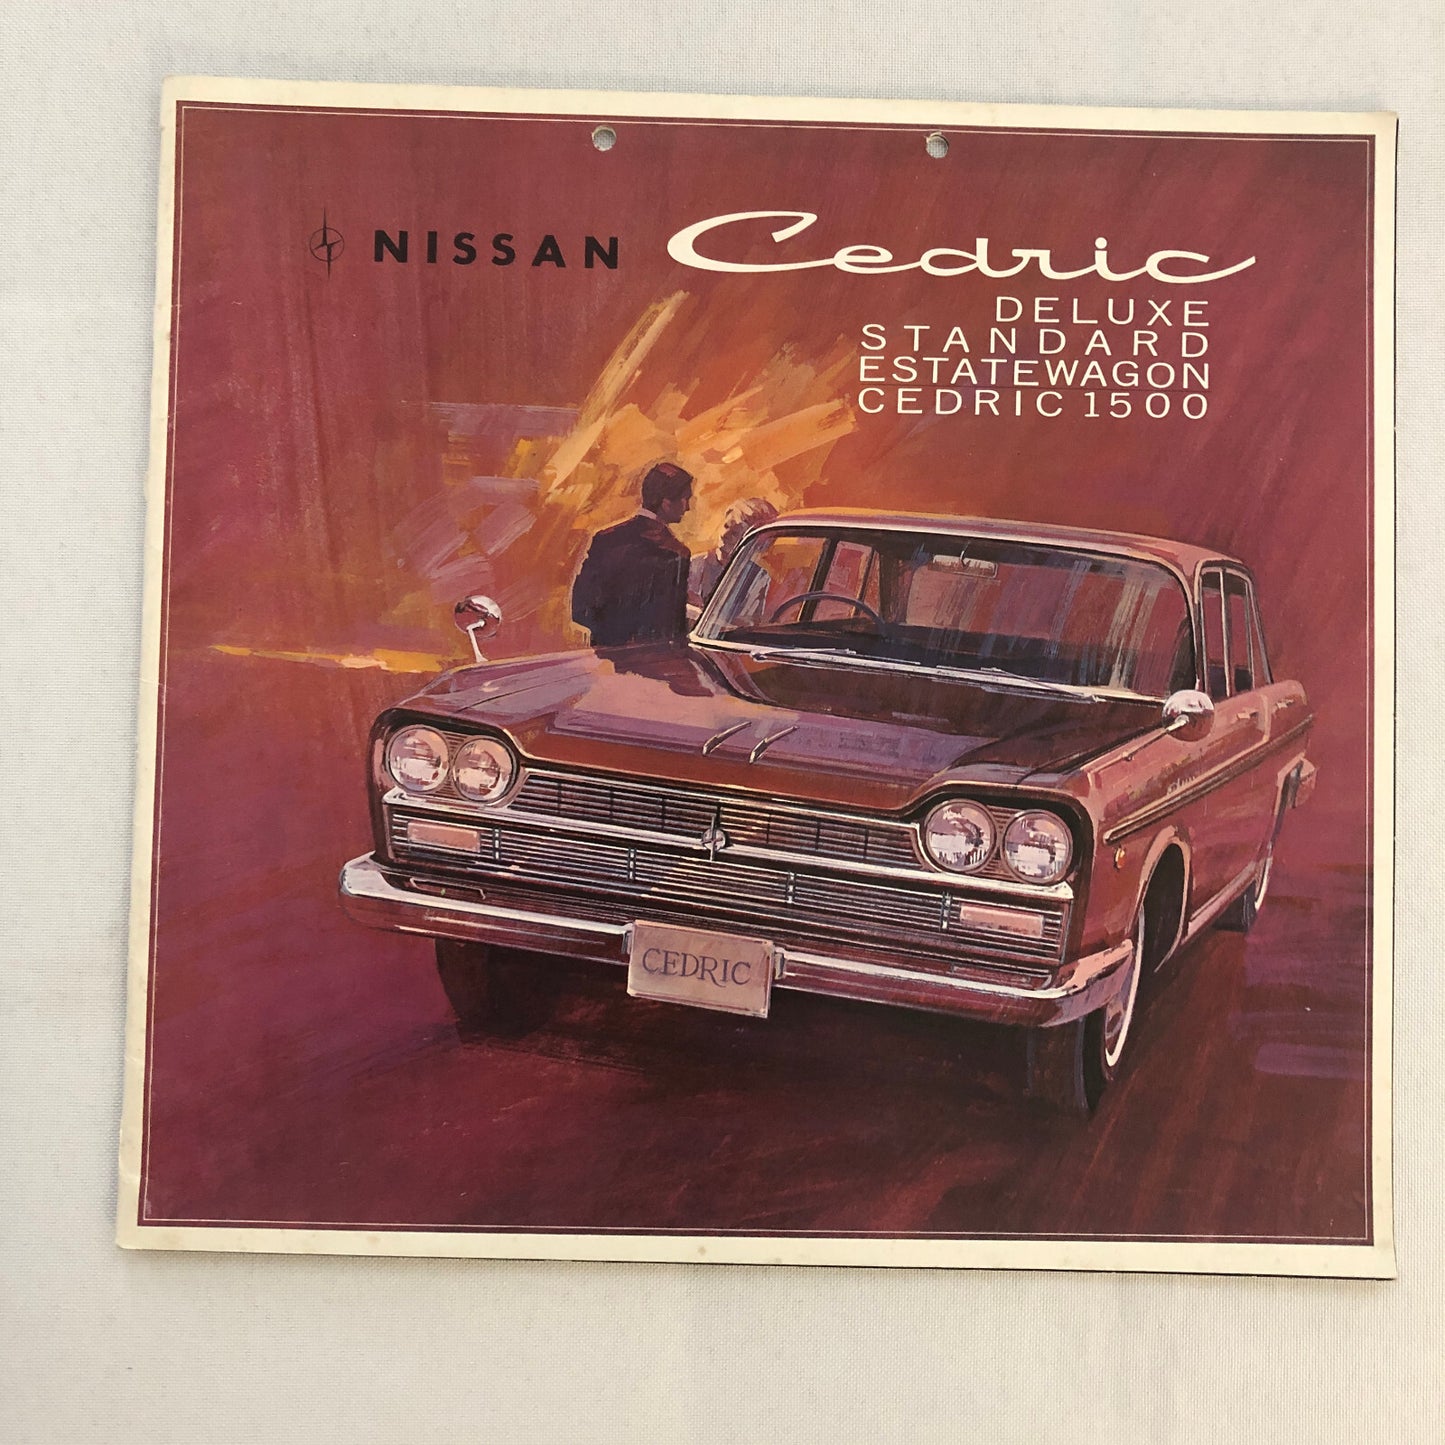 NISSAN Cedric
DELUXE
STANDARD
ESTATEWAGON
CEDRIC 1500
CEDRIC